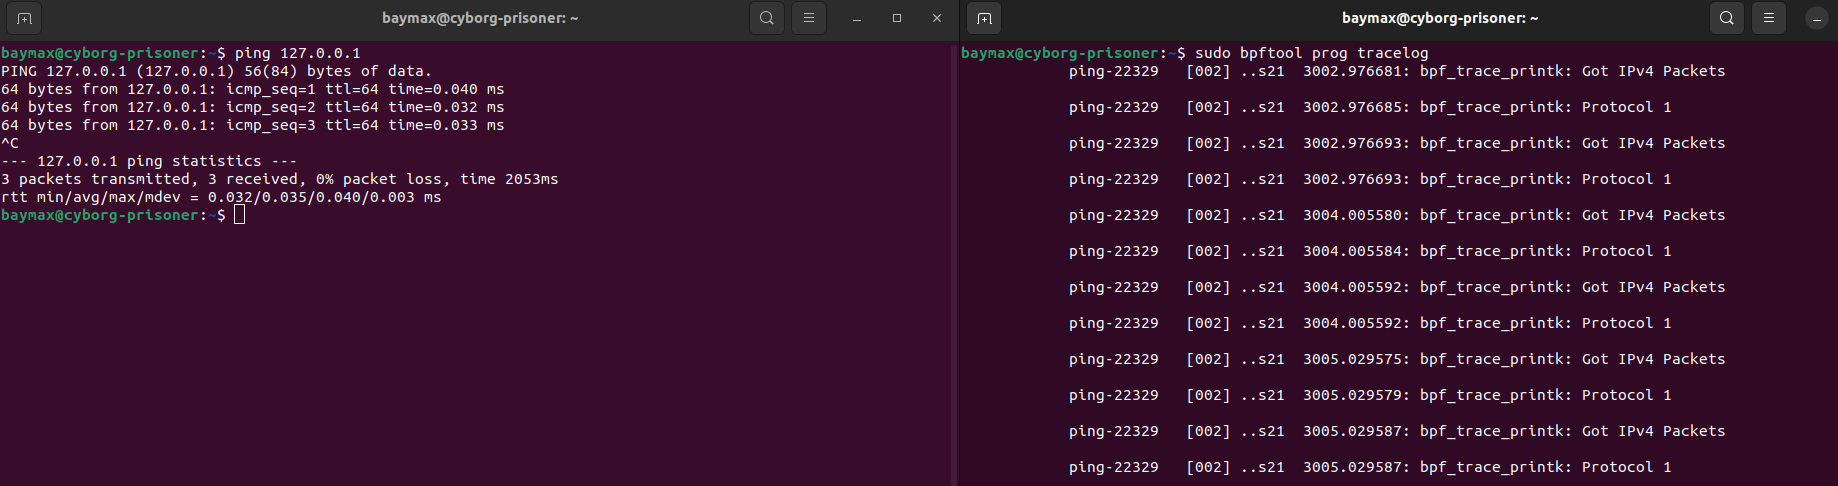 baymax@cyborg-prisoner: ~
baymax@cyborg-prisoner:~$ ping 127.0.0.1
PING 127.0.0.1 (127.0.0.1) 56(84) bytes of data.
64 bytes from 127.0.0.1: icmp_seq=1 ttl=64 time=0.040 ms
64 bytes from 127.0.0.1: icmp_seq=2 ttl=64 time=0.032 ms
64 bytes from 127.0.0.1: icmp_seq=3 ttl=64 time=0.033 ms
^C
--- 127.0.0.1 ping statistics ---
3 packets transmitted, 3 received, 0% packet loss, time 2053ms
rtt min/avg/max/mdev = 0.032/0.035/0.040/0.003 ms
baymax@cyborg-prisoner:~$
baymax@cyborg-prisoner: ~
baymax@cyborg-prisoner:~$ sudo bpftool prog tracelog
ping-22329 [002] ..s21 3002.976681: bpf_trace_printk: Got IPv4 Packets
ping-22329 [002] ..s21 3002.976685: bpf_trace_printk: Protocol 1
ping-22329 [002] ..s21 3002.976693: bpf_trace_printk: Got IPv4 Packets
ping-22329 [002] ..s21 3002.976693: bpf_trace_printk: Protocol 1
ping-22329 [002] ..s21 3004.005580: bpf_trace_printk: Got IPv4 Packets
ping-22329 [002] ..s21 3004.005584: bpf_trace_printk: Protocol 1
ping-22329 [002] ..s21 3004.005592: bpf_trace_printk: Got IPv4 Packets
ping-22329 [002] ..s21 3004.005592: bpf_trace_printk: Protocol 1
ping-22329 [002] ..s21 3005.029575: bpf_trace_printk: Got IPv4 Packets
ping-22329 [002] ..s21 3005.029579: bpf_trace_printk: Protocol 1
ping-22329 [002] ..s21 3005.029587: bpf_trace_printk: Got IPv4 Packets
ping-22329 [002] ..s21 3005.029587: bpf_trace_printk: Protocol 1